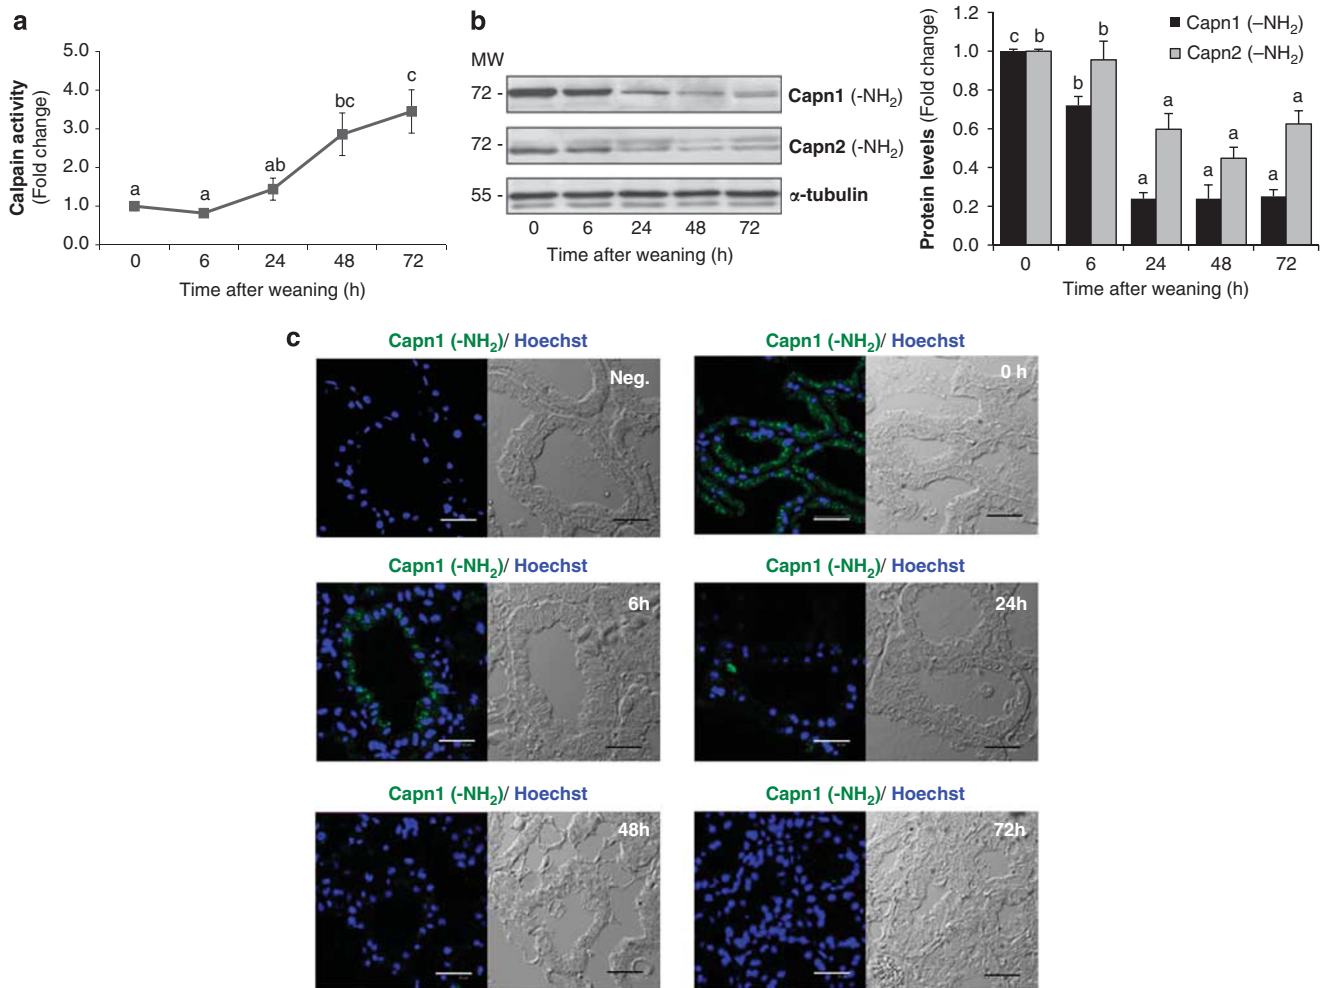 a
Calpain activity
(Fold change)
5.0
4.0
3.0
2.0
1.0
0.0
a
a
ab
bc
c
0 6 24 48 72
Time after weaning (h)
b
MW
72 - Capn1 (-NH2)
72 - Capn2 (-NH2)
55 - α-tubulin
0 6 24 48 72
Time after weaning (h)
Protein levels (Fold change)
1.2
1.0
0.8
0.6
0.4
0.2
0.0
Capn1 (–NH2)
Capn2 (–NH2)
c b
b b
a a
a a
a a
0 6 24 48 72
Time after weaning (h)
c
Capn1 (-NH2)/ Hoechst
Neg.
Capn1 (-NH2)/ Hoechst
0 h
Capn1 (-NH2)/ Hoechst
6h
Capn1 (-NH2)/ Hoechst
24h
Capn1 (-NH2)/ Hoechst
48h
Capn1 (-NH2)/ Hoechst
72h